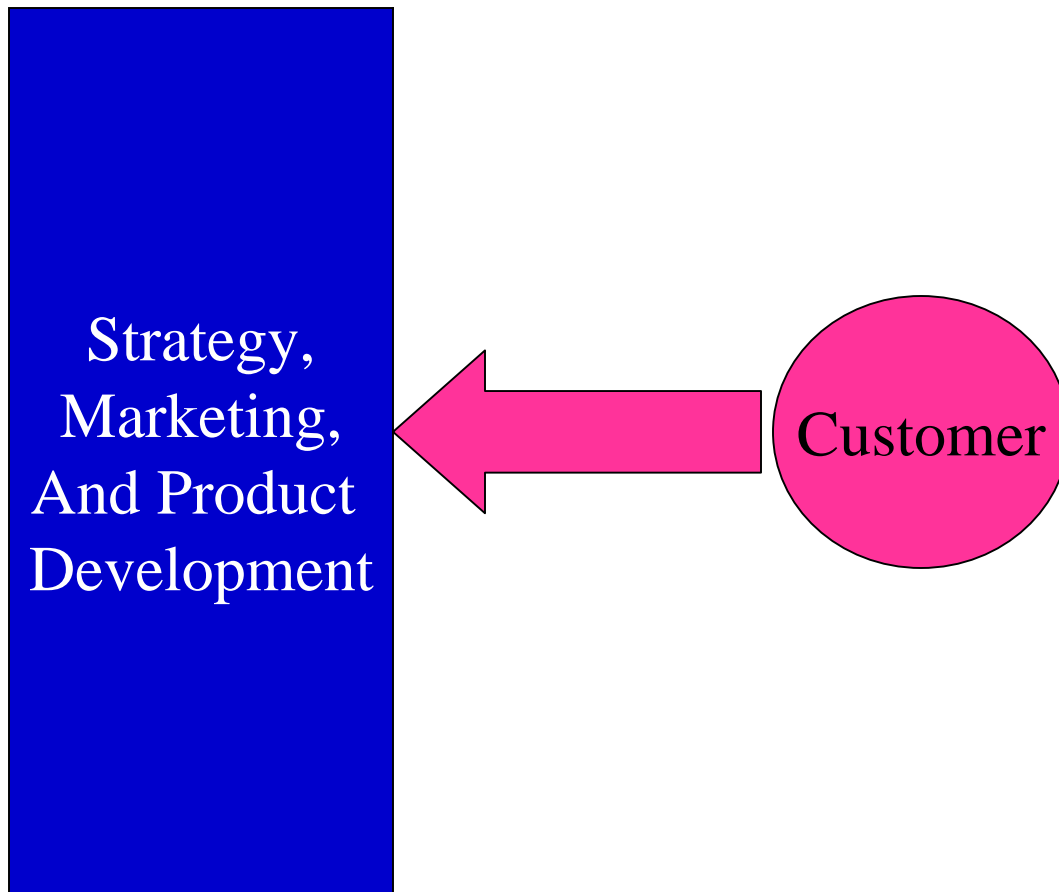 Strategy,
Marketing,
And Product
Development
Customer